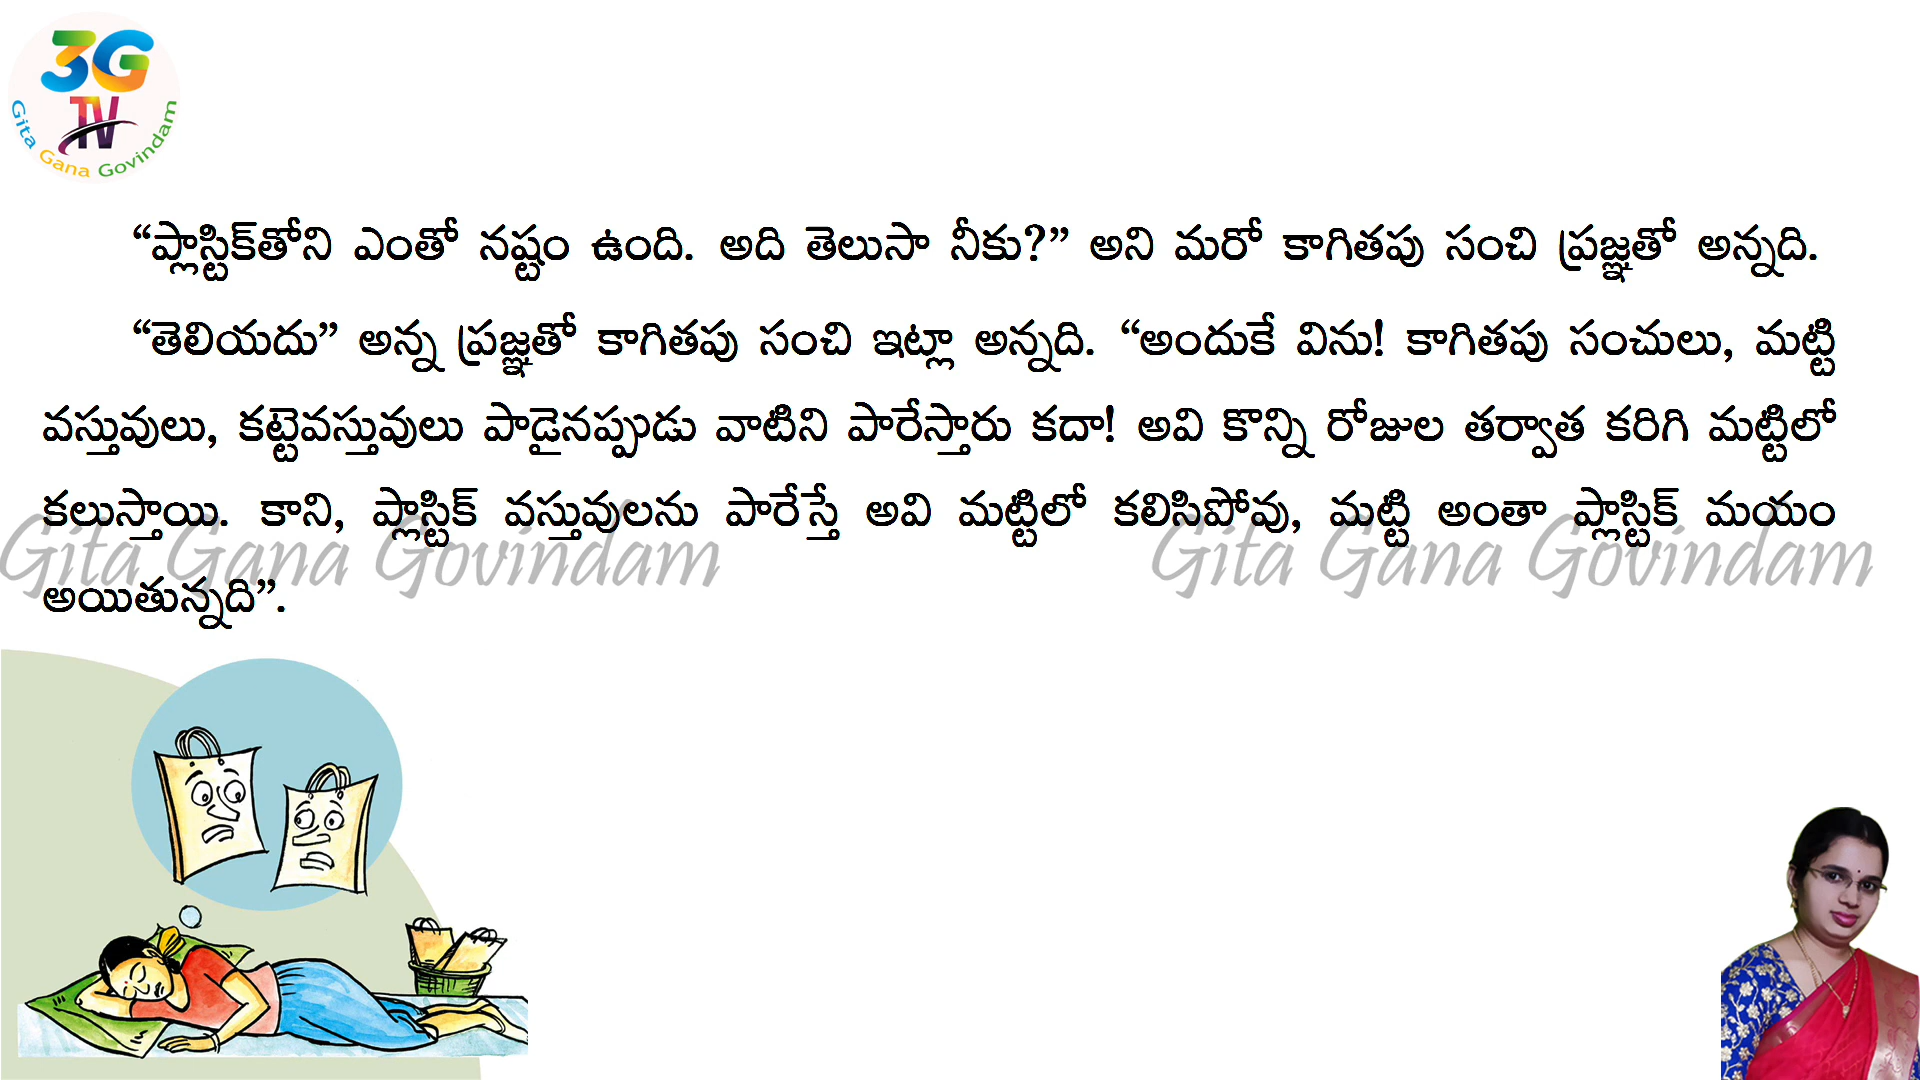 3G
TV
Gita Gana Govindam
“ప్లాస్టిక్‌తోని ఎంతో నష్టం ఉంది. అది తెలుసా నీకు?” అని మరో కాగితపు సంచి ప్రజ్ఞతో అన్నది.
“తెలియదు” అన్న ప్రజ్ఞతో కాగితపు సంచి ఇట్లా అన్నది. “అందుకే విను! కాగితపు సంచులు, మట్టి
వస్తువులు, కట్టెవస్తువులు పాడైనప్పుడు వాటిని పారేస్తారు కదా! అవి కొన్ని రోజుల తర్వాత కరిగి మట్టిలో
కలుస్తాయి. కాని, ప్లాస్టిక్ వస్తువులను పారేస్తే అవి మట్టిలో కలిసిపోవు, మట్టి అంతా ప్లాస్టిక్ మయం
Gita Gana Govindam Gita Gana Govindam
అయితున్నది”.